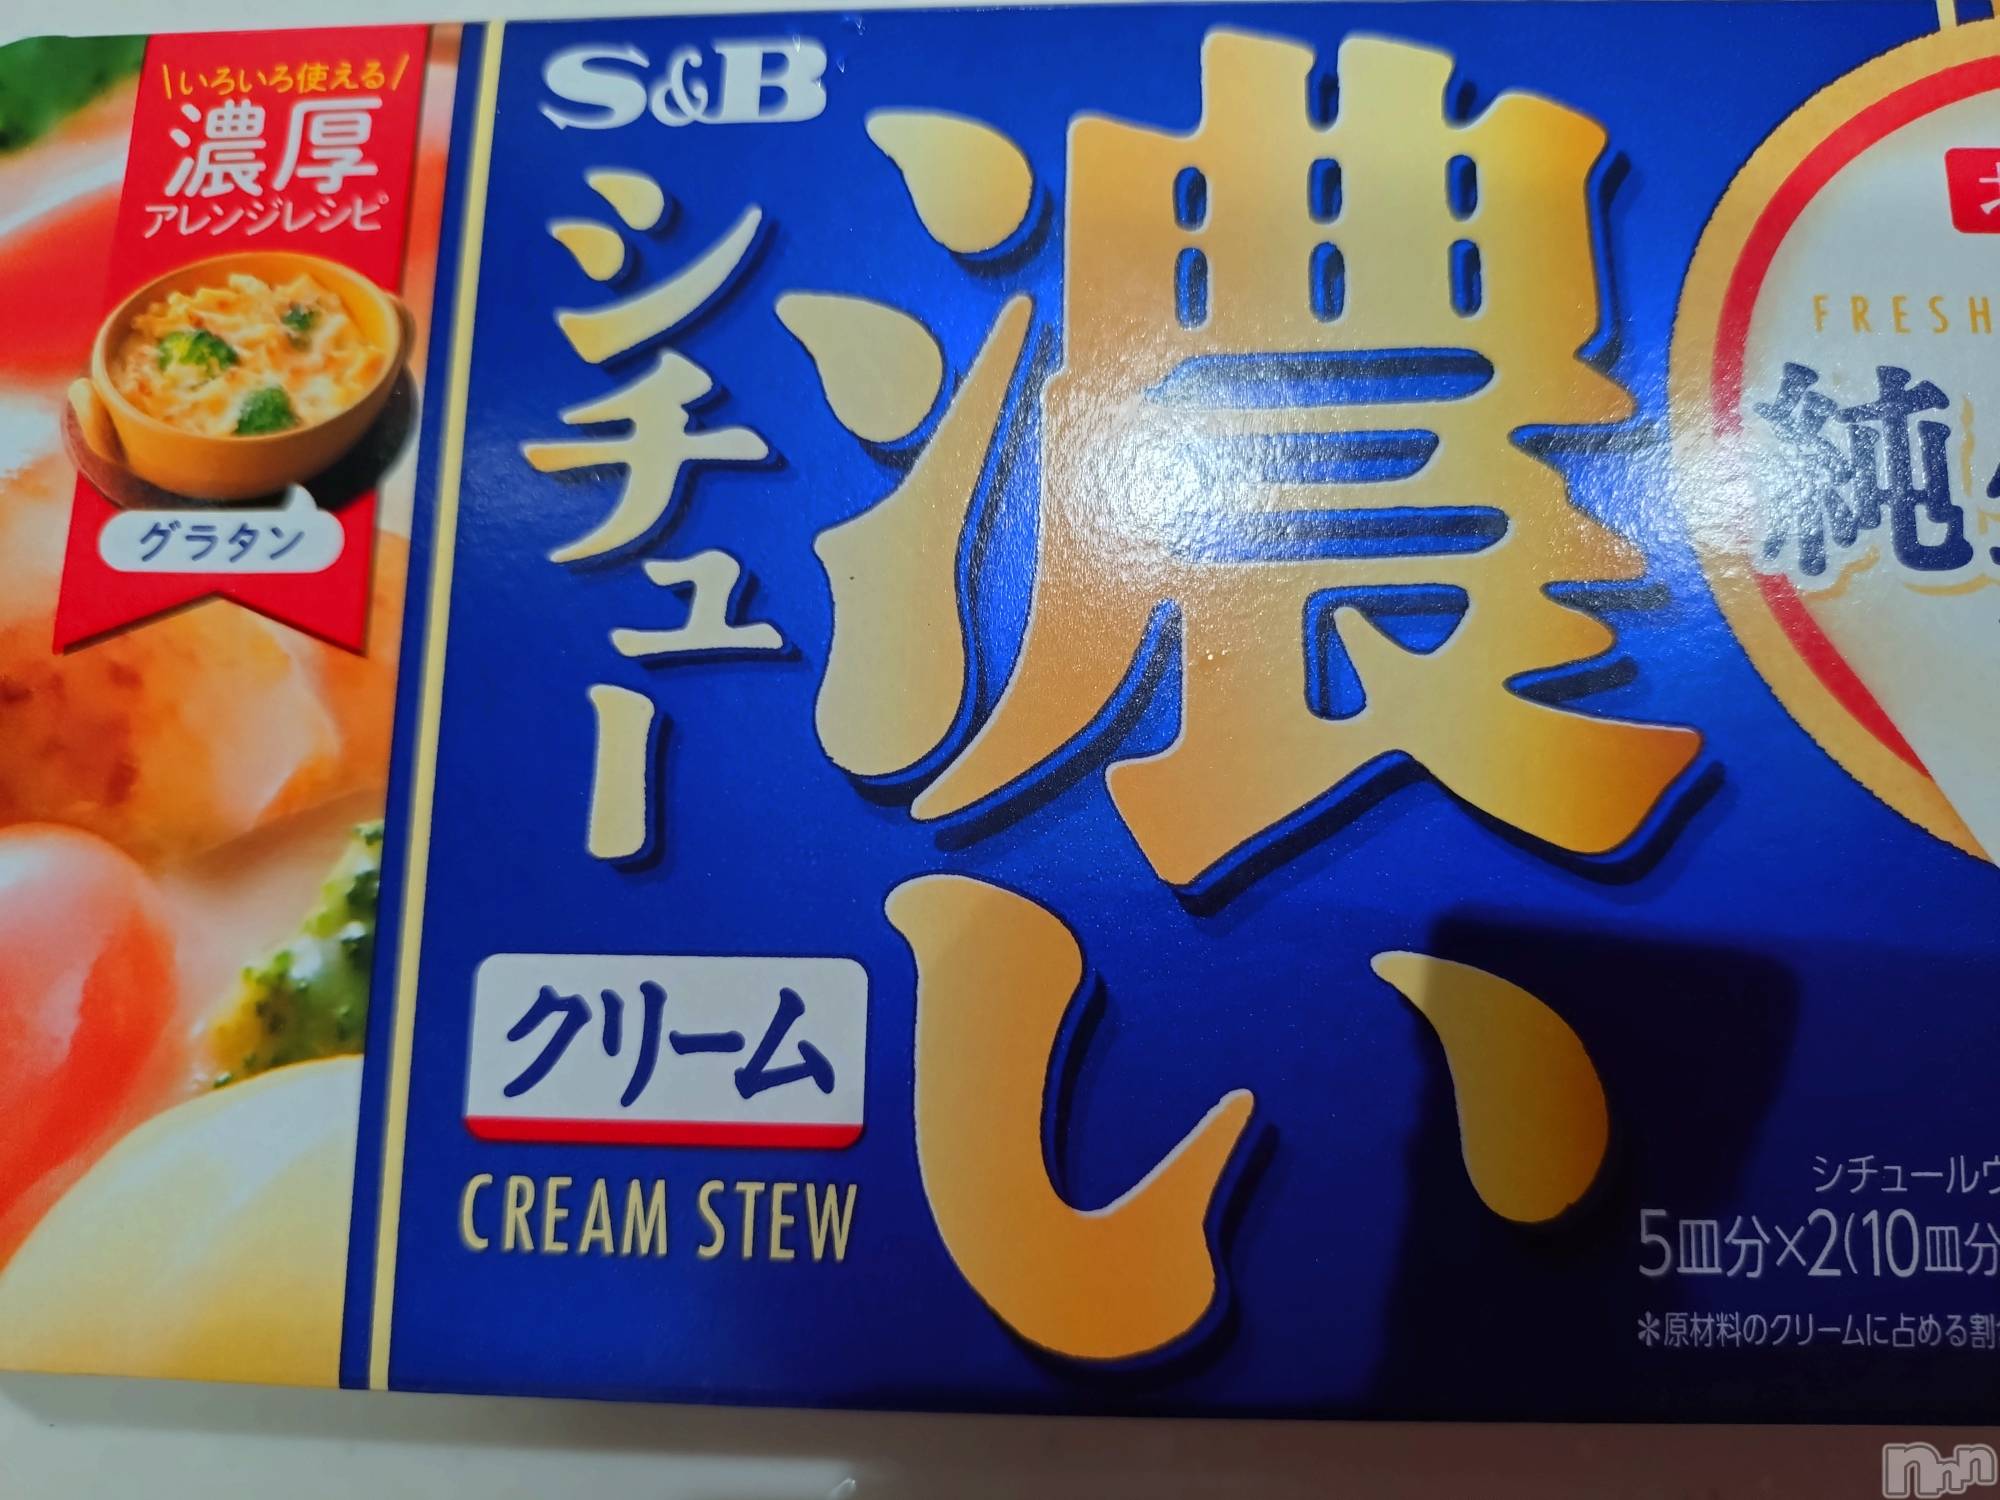 \いろいろ使える/
濃厚
アレンジレシピ
グラタン
S&B
濃い
シチュー
クリーム
CREAM STEW
FRESH
純
シチュールウ
5皿分×2(10皿分
*原材料のクリームに占める割
nnn